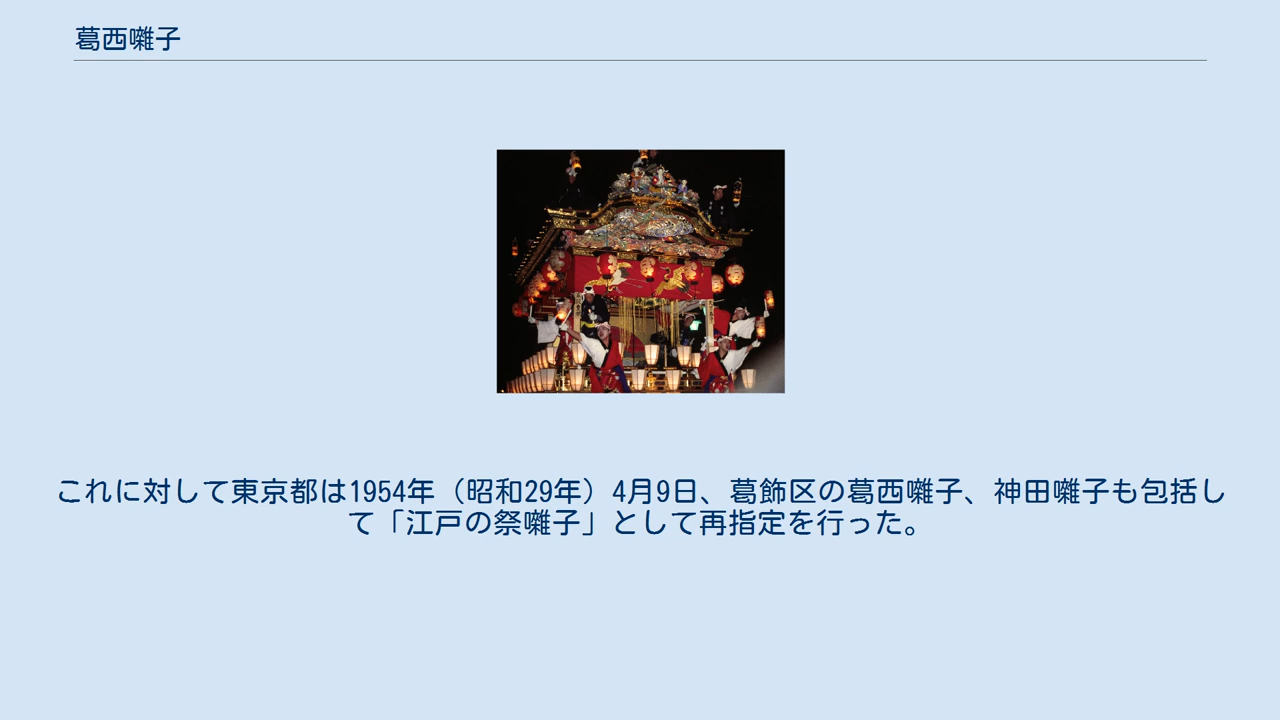 葛西囃子
これに対して東京都は1954年（昭和29年）4月9日、葛飾区の葛西囃子、神田囃子も包括し
て「江戸の祭囃子」として再指定を行った。